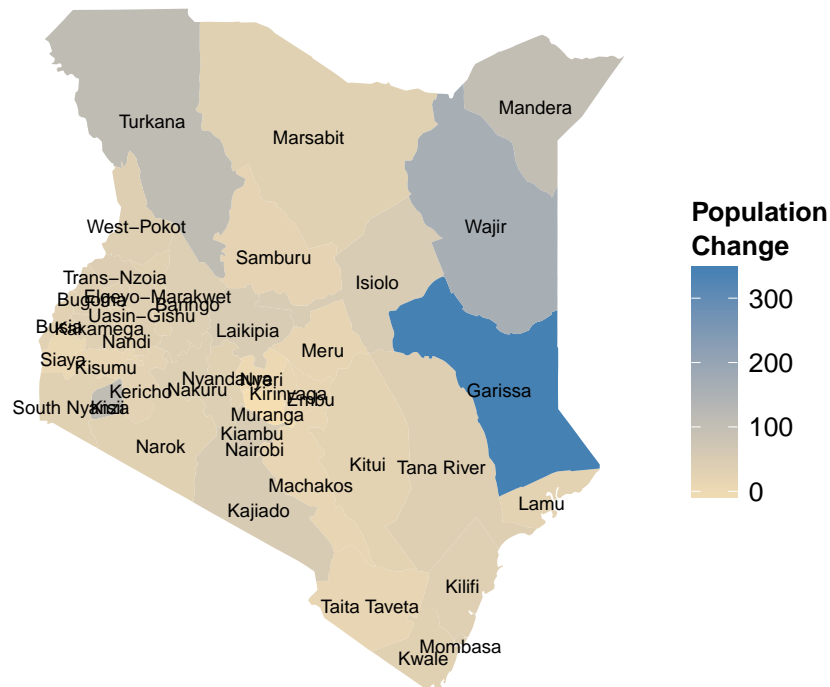 Mandera
Turkana
Marsabit
West−Pokot
Wajir
Samburu
Trans−Nzoia
Isiolo
Elgeyo−Marakwet
Bugoma
Baringo
Uasin−Gishu
Busia
Kakamega
Laikipia
Nandi
Meru
Siaya
Kisumu
Nyandaura
Nyeri
Kericho
Nakuru
Kirinyaga
Garissa
Embu
South Nyanza
Kisii
Muranga
Kiambu
Narok
Nairobi
Kitui
Tana River
Machakos
Lamu
Kajiado
Kilifi
Taita Taveta
Mombasa
Kwale
Population
Change
300
200
100
0